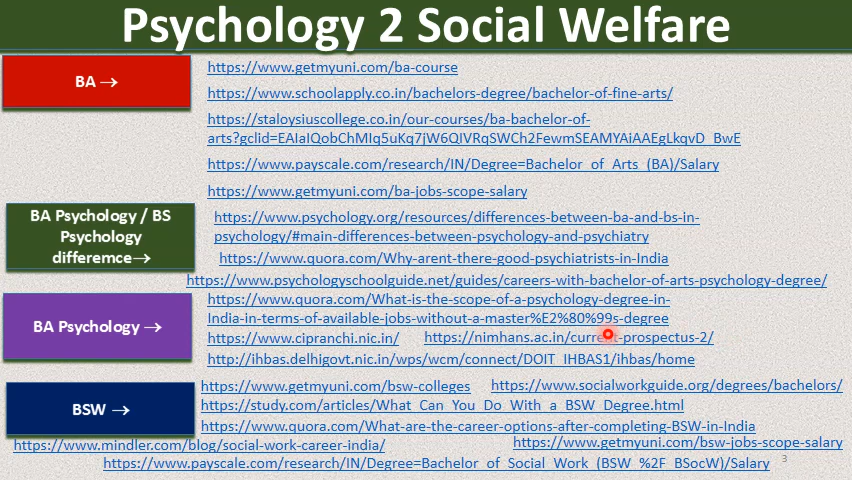 Psychology 2 Social Welfare
BA →
https://www.getmyuni.com/ba-course
https://www.schoolapply.co.in/bachelors-degree/bachelor-of-fine-arts/
https://staloysiuscollege.co.in/our-courses/ba-bachelor-of-
arts?gclid=EAIaIQobChMIq5uKq7jW6QIVRqSWCh2FewmSEAMYAiAAEgLkqvD_BwE
https://www.payscale.com/research/IN/Degree=Bachelor_of_Arts_(BA)/Salary
https://www.getmyuni.com/ba-jobs-scope-salary
BA Psychology / BS
Psychology
differemce→
https://www.psychology.org/resources/differences-between-ba-and-bs-in-
psychology/#main-differences-between-psychology-and-psychiatry
https://www.quora.com/Why-arent-there-good-psychiatrists-in-India
https://www.psychologyschoolguide.net/guides/careers-with-bachelor-of-arts-psychology-degree/
BA Psychology →
https://www.quora.com/What-is-the-scope-of-a-psychology-degree-in-
India-in-terms-of-available-jobs-without-a-master%E2%80%99s-degree
https://www.cipranchi.nic.in/ https://nimhans.ac.in/current-prospectus-2/
http://ihbas.delhigovt.nic.in/wps/wcm/connect/DOIT_IHBAS1/ihbas/home
BSW →
https://www.getmyuni.com/bsw-colleges https://www.socialworkguide.org/degrees/bachelors/
https://study.com/articles/What_Can_You_Do_With_a_BSW_Degree.html
https://www.quora.com/What-are-the-career-options-after-completing-BSW-in-India
https://www.mindler.com/blog/social-work-career-india/ https://www.getmyuni.com/bsw-jobs-scope-salary
https://www.payscale.com/research/IN/Degree=Bachelor_of_Social_Work_(BSW_%2F_BSocW)/Salary 3